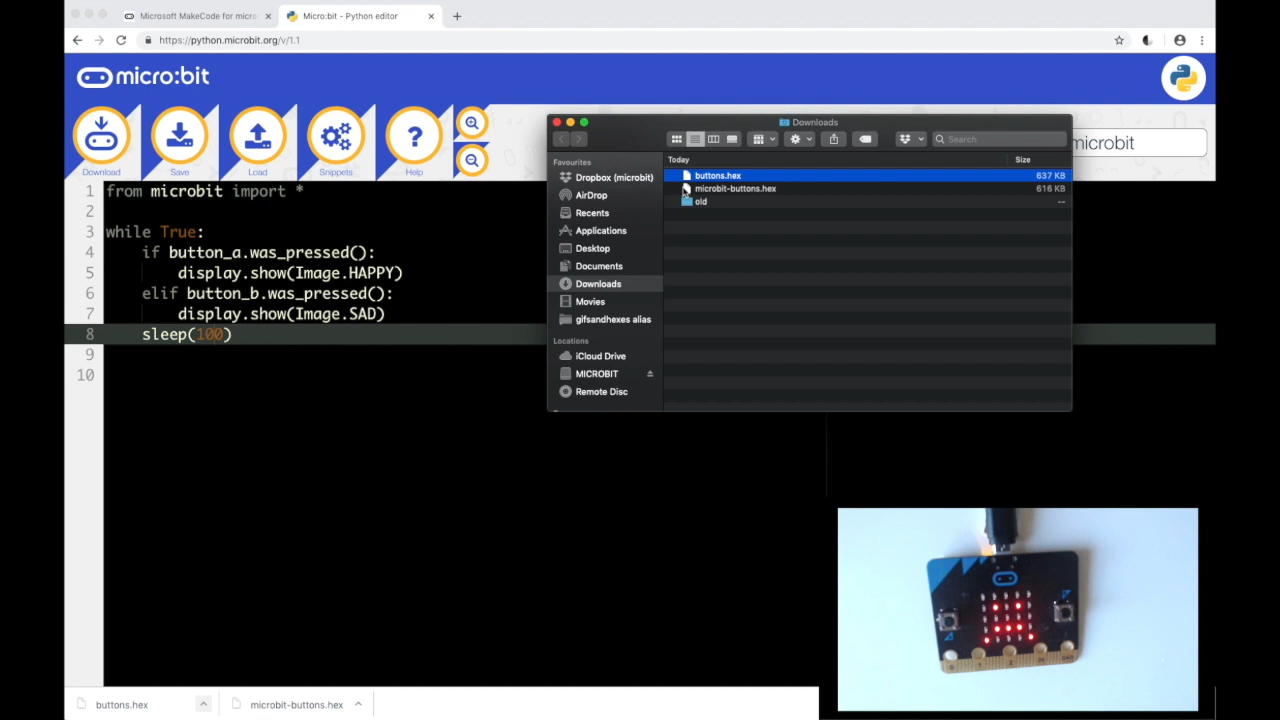 Microsoft MakeCode for micro
Micro:bit - Python editor
https://python.microbit.org/v/1.1
micro:bit
Download
Save
Load
Snippets
Help
microbit
1 from microbit import *
2
3 while True:
4 if button_a.was_pressed():
5 display.show(Image.HAPPY)
6 elif button_b.was_pressed():
7 display.show(Image.SAD)
8 sleep(100)
9
10
Downloads
Search
Favourites
Dropbox (microbit)
AirDrop
Recents
Applications
Desktop
Documents
Downloads
Movies
gifsandhexes alias
Locations
iCloud Drive
MICROBIT
Remote Disc
Today Size
buttons.hex 637 KB
microbit-buttons.hex 616 KB
old --
buttons.hex
microbit-buttons.hex